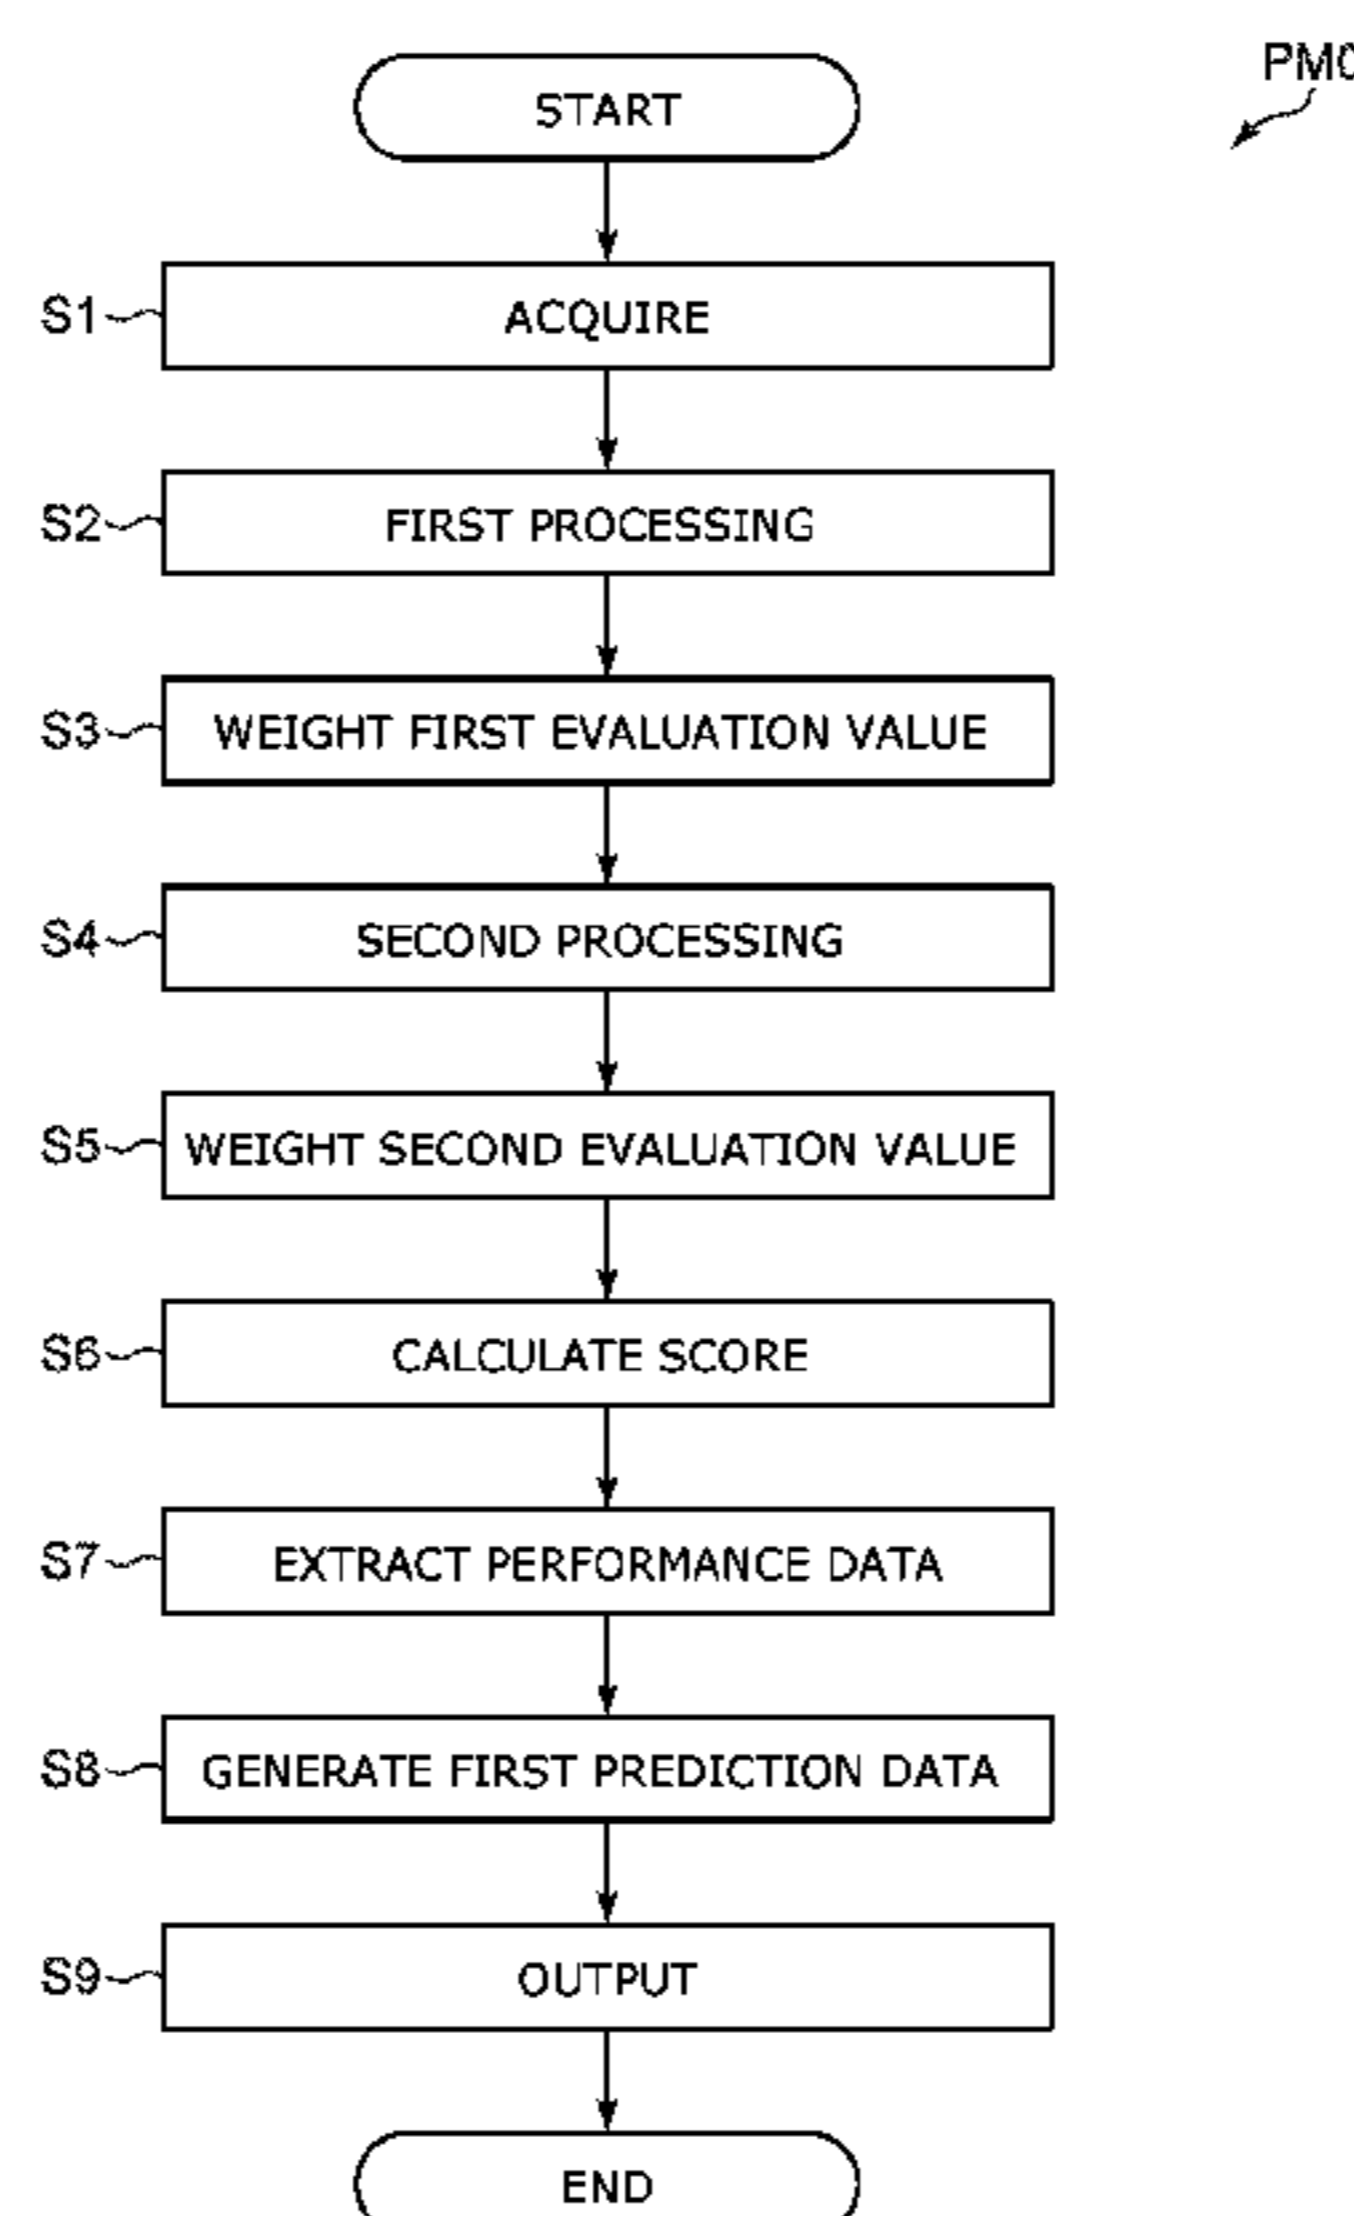 PM0
START
S1 ACQUIRE
S2 FIRST PROCESSING
S3 WEIGHT FIRST EVALUATION VALUE
S4 SECOND PROCESSING
S5 WEIGHT SECOND EVALUATION VALUE
S6 CALCULATE SCORE
S7 EXTRACT PERFORMANCE DATA
S8 GENERATE FIRST PREDICTION DATA
S9 OUTPUT
END